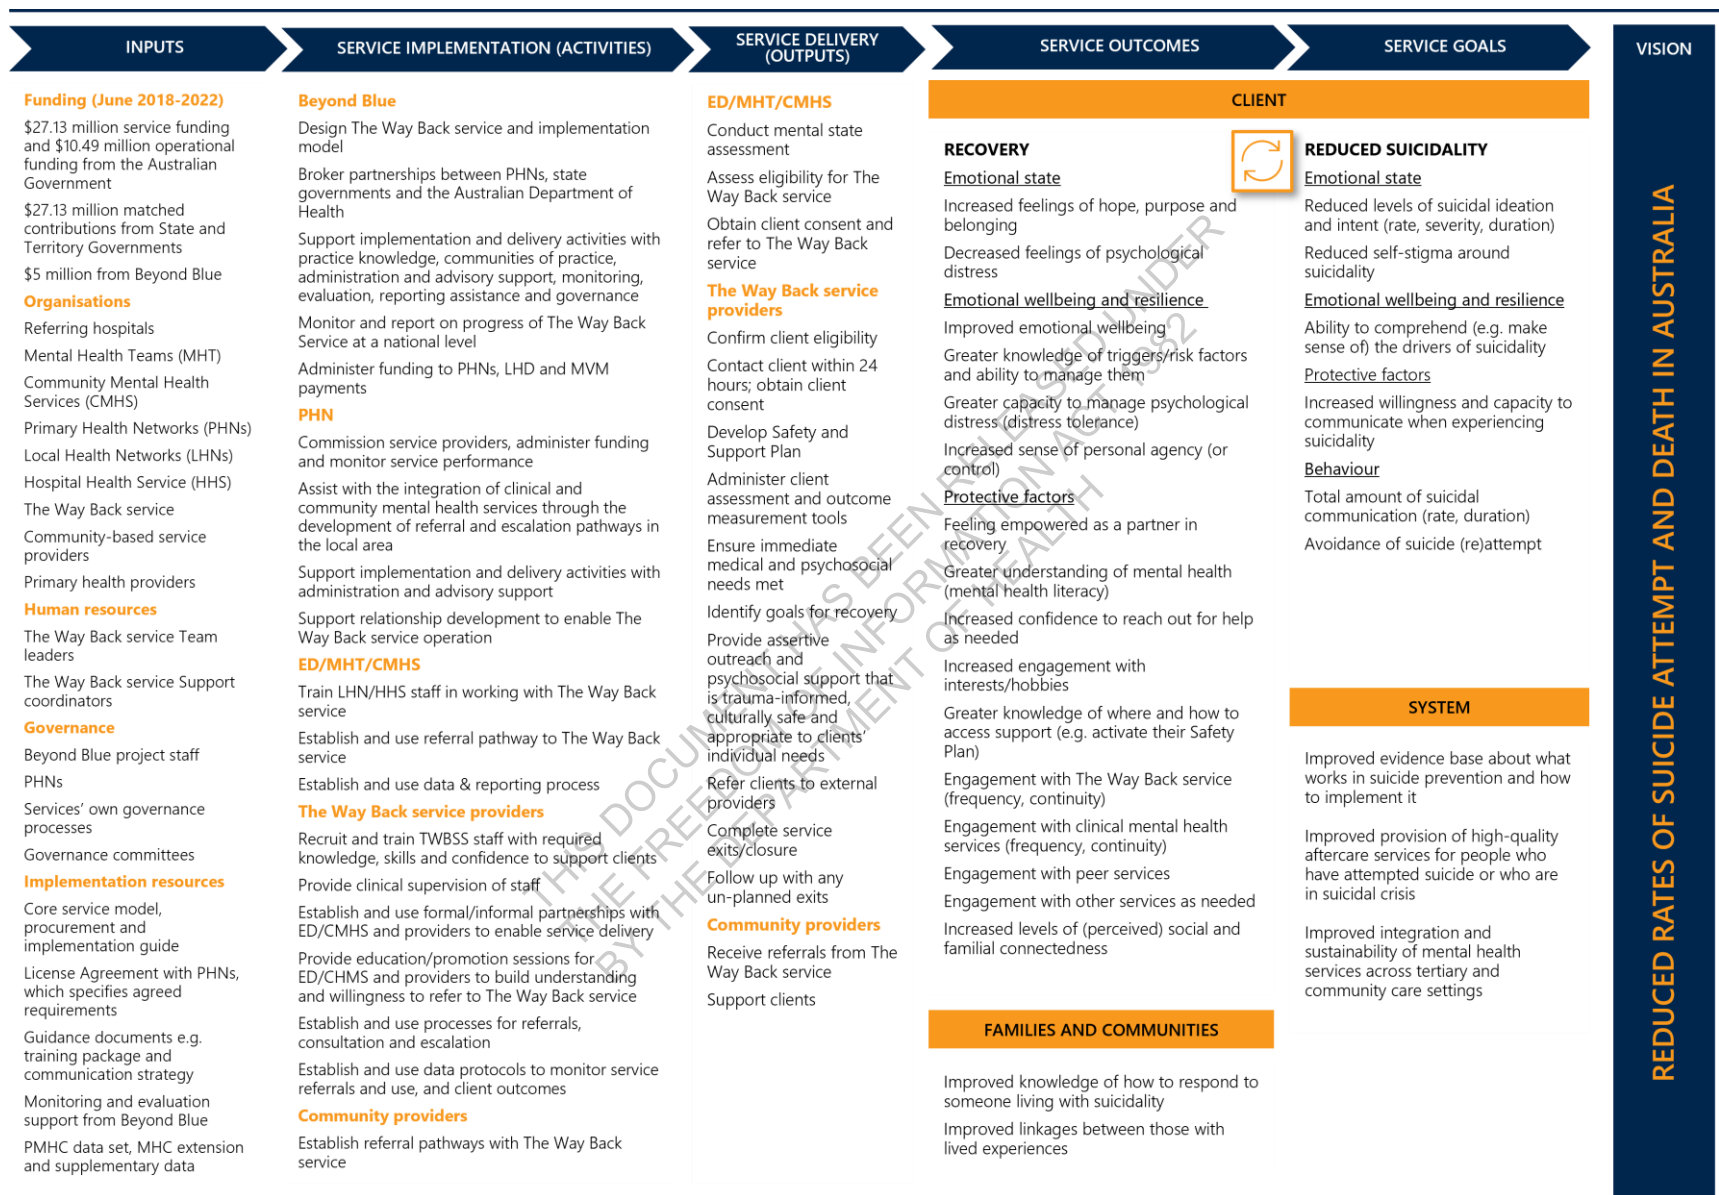 INPUTS
SERVICE IMPLEMENTATION (ACTIVITIES)
SERVICE DELIVERY
(OUTPUTS)
SERVICE OUTCOMES
SERVICE GOALS
VISION
Funding (June 2018-2022)
$27.13 million service funding
and $10.49 million operational
funding from the Australian
Government
$27.13 million matched
contributions from State and
Territory Governments
$5 million from Beyond Blue
Organisations
Referring hospitals
Mental Health Teams (MHT)
Community Mental Health
Services (CMHS)
Primary Health Networks (PHNs)
Local Health Networks (LHNs)
Hospital Health Service (HHS)
The Way Back service
Community-based service
providers
Primary health providers
Human resources
The Way Back service Team
leaders
The Way Back service Support
coordinators
Governance
Beyond Blue project staff
PHNs
Services' own governance
processes
Governance committees
Implementation resources
Core service model,
procurement and
implementation guide
License Agreement with PHNs,
which specifies agreed
requirements
Guidance documents e.g.
training package and
communication strategy
Monitoring and evaluation
support from Beyond Blue
PMHC data set, MHC extension
and supplementary data
Beyond Blue
Design The Way Back service and implementation
model
Broker partnerships between PHNs, state
governments and the Australian Department of
Health
Support implementation and delivery activities with
practice knowledge, communities of practice,
administration and advisory support, monitoring,
evaluation, reporting assistance and governance
Monitor and report on progress of The Way Back
Service at a national level
Administer funding to PHNs, LHD and MVM
payments
PHN
Commission service providers, administer funding
and monitor service performance
Assist with the integration of clinical and
community mental health services through the
development of referral and escalation pathways in
the local area
Support implementation and delivery activities with
administration and advisory support
Support relationship development to enable The
Way Back service operation
ED/MHT/CMHS
Train LHN/HHS staff in working with The Way Back
service
Establish and use referral pathway to The Way Back
service
Establish and use data & reporting process
The Way Back service providers
Recruit and train TWBSS staff with required
knowledge, skills and confidence to support clients
Provide clinical supervision of staff
Establish and use formal/informal partnerships with
ED/CMHS and providers to enable service delivery
Provide education/promotion sessions for
ED/CHMS and providers to build understanding
and willingness to refer to The Way Back service
Establish and use processes for referrals,
consultation and escalation
Establish and use data protocols to monitor service
referrals and use, and client outcomes
Community providers
Establish referral pathways with The Way Back
service
ED/MHT/CMHS
Conduct mental state
assessment
Assess eligibility for The
Way Back service
Obtain client consent and
refer to The Way Back
service
The Way Back service
providers
Confirm client eligibility
Contact client within 24
hours; obtain client
consent
Develop Safety and
Support Plan
Administer client
assessment and outcome
measurement tools
Ensure immediate
medical and psychosocial
needs met
Identify goals for recovery
Provide assertive
outreach and
psychosocial support that
is trauma-informed,
culturally safe and
appropriate to clients'
individual needs
Refer clients to external
providers
Complete service
exits/closure
Follow up with any
un-planned exits
Community providers
Receive referrals from The
Way Back service
Support clients
CLIENT
RECOVERY
Emotional state
Increased feelings of hope, purpose and
belonging
Decreased feelings of psychological
distress
Emotional wellbeing and resilience
Improved emotional wellbeing
Greater knowledge of triggers/risk factors
and ability to manage them
Greater capacity to manage psychological
distress (distress tolerance)
Increased sense of personal agency (or
control)
Protective factors
Feeling empowered as a partner in
recovery
Greater understanding of mental health
(mental health literacy)
Increased confidence to reach out for help
as needed
Increased engagement with
interests/hobbies
Greater knowledge of where and how to
access support (e.g. activate their Safety
Plan)
Engagement with The Way Back service
(frequency, continuity)
Engagement with clinical mental health
services (frequency, continuity)
Engagement with peer services
Engagement with other services as needed
Increased levels of (perceived) social and
familial connectedness
FAMILIES AND COMMUNITIES
Improved knowledge of how to respond to
someone living with suicidality
Improved linkages between those with
lived experiences
REDUCED SUICIDALITY
Emotional state
Reduced levels of suicidal ideation
and intent (rate, severity, duration)
Reduced self-stigma around
suicidality
Emotional wellbeing and resilience
Ability to comprehend (e.g. make
sense of) the drivers of suicidality
Protective factors
Increased willingness and capacity to
communicate when experiencing
suicidality
Behaviour
Total amount of suicidal
communication (rate, duration)
Avoidance of suicide (re)attempt
SYSTEM
Improved evidence base about what
works in suicide prevention and how
to implement it
Improved provision of high-quality
aftercare services for people who
have attempted suicide or who are
in suicidal crisis
Improved integration and
sustainability of mental health
services across tertiary and
community care settings
REDUCED RATES OF SUICIDE ATTEMPT AND DEATH IN AUSTRALIA
THIS DOCUMENT HAS BEEN RELEASED UNDER
THE FREEDOM OF INFORMATION ACT 1982
BY THE DEPARTMENT OF HEALTH